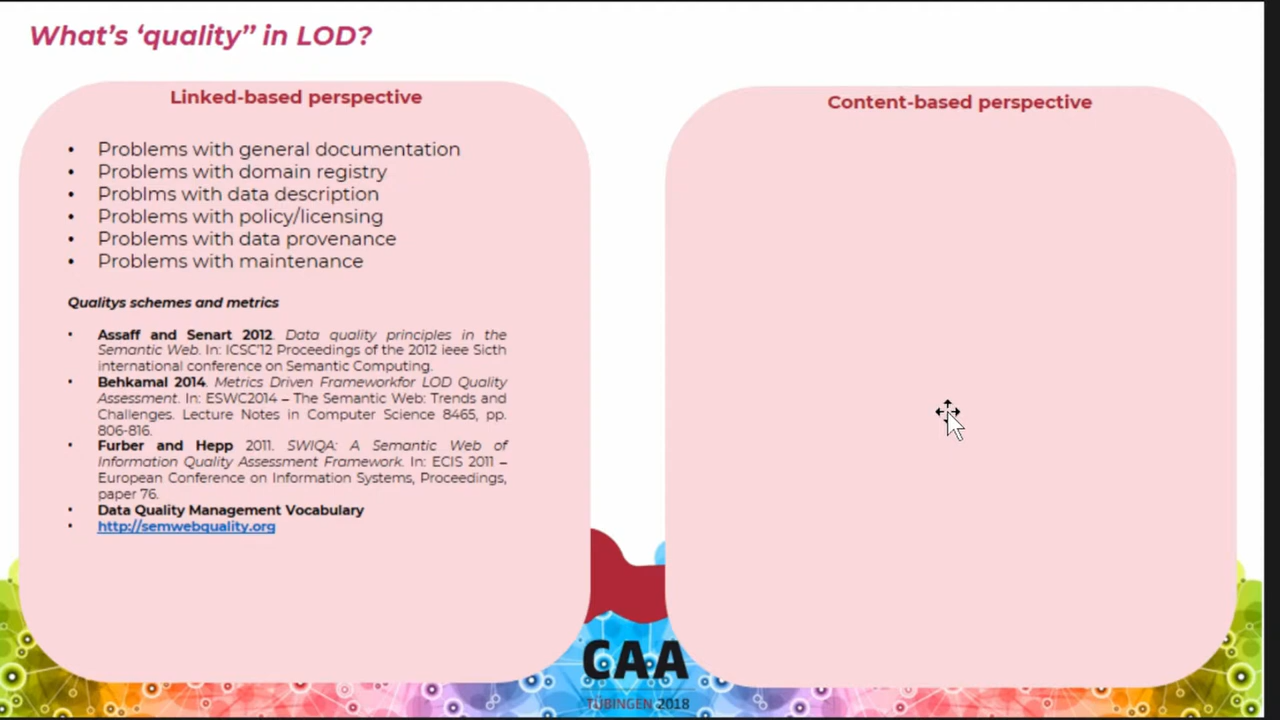 What's ‘quality” in LOD?
Linked-based perspective
• Problems with general documentation
• Problems with domain registry
• Problms with data description
• Problems with policy/licensing
• Problems with data provenance
• Problems with maintenance
Qualitys schemes and metrics
• Assaff and Senart 2012. Data quality principles in the
Semantic Web. In: ICSC'12 Proceedings of the 2012 ieee Sicth
international conference on Semantic Computing.
• Behkamal 2014. Metrics Driven Frameworkfor LOD Quality
Assessment. In: ESWC2014 – The Semantic Web: Trends and
Challenges. Lecture Notes in Computer Science 8465, pp.
806-816.
• Furber and Hepp 2011. SWIQA: A Semantic Web of
Information Quality Assessment Framework. In: ECIS 2011 –
European Conference on Information Systems, Proceedings,
paper 76.
• Data Quality Management Vocabulary
• http://semwebquality.org
Content-based perspective
CAA
TÜBINGEN 2018